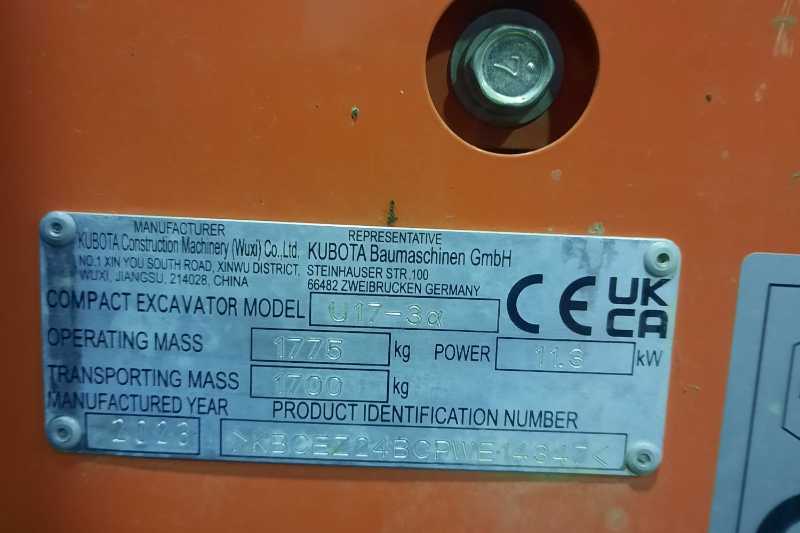 MANUFACTURER
KUBOTA Construction Machinery (Wuxi) Co.,Ltd.
NO.1 XIN YOU SOUTH ROAD, XINWU DISTRICT,
WUXI, JIANGSU, 214028, CHINA
REPRESENTATIVE
KUBOTA Baumaschinen GmbH
STEINHAUSER STR.100
66482 ZWEIBRUCKEN GERMANY
COMPACT EXCAVATOR MODEL U17-3α
CE UK CA
OPERATING MASS 1775 kg POWER 11.3 kW
TRANSPORTING MASS 1700 kg
MANUFACTURED YEAR PRODUCT IDENTIFICATION NUMBER
2023